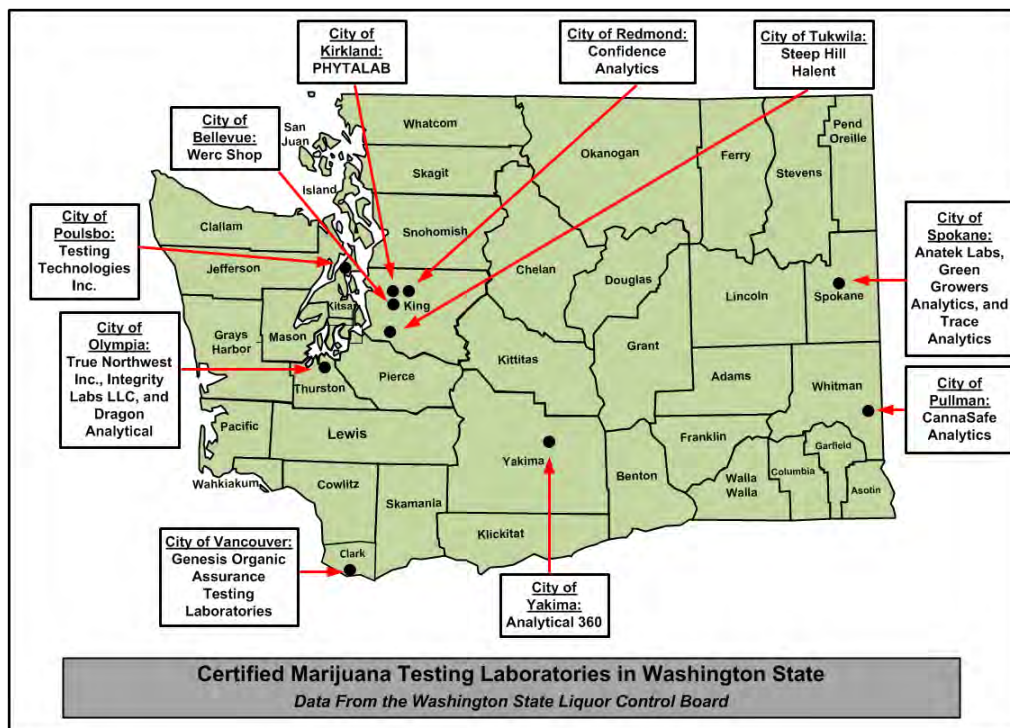 City of
Kirkland:
PHYTALAB
City of Redmond:
Confidence
Analytics
City of Tukwila:
Steep Hill
Halent
City of
Bellevue:
Werc Shop
City of
Poulsbo:
Testing
Technologies
Inc.
City of
Olympia:
True Northwest
Inc., Integrity
Labs LLC, and
Dragon
Analytical
City of Vancouver:
Genesis Organic
Assurance
Testing
Laboratories
City of
Yakima:
Analytical 360
City of
Spokane:
Anatek Labs,
Green
Growers
Analytics, and
Trace
Analytics
City of
Pullman:
CannaSafe
Analytics
San
Juan
Whatcom
Island
Skagit
Snohomish
Okanogan
Ferry
Stevens
Pend
Oreille
Clallam
Jefferson
Chelan
Douglas
Kitsap
King
Lincoln
Spokane
Grays
Harbor
Mason
Kittitas
Grant
Thurston
Pierce
Adams
Whitman
Pacific
Lewis
Yakima
Franklin
Garfield
Benton
Walla
Walla
Columbia
Asotin
Wahkiakum
Cowlitz
Skamania
Klickitat
Clark
Certified Marijuana Testing Laboratories in Washington State
Data From the Washington State Liquor Control Board